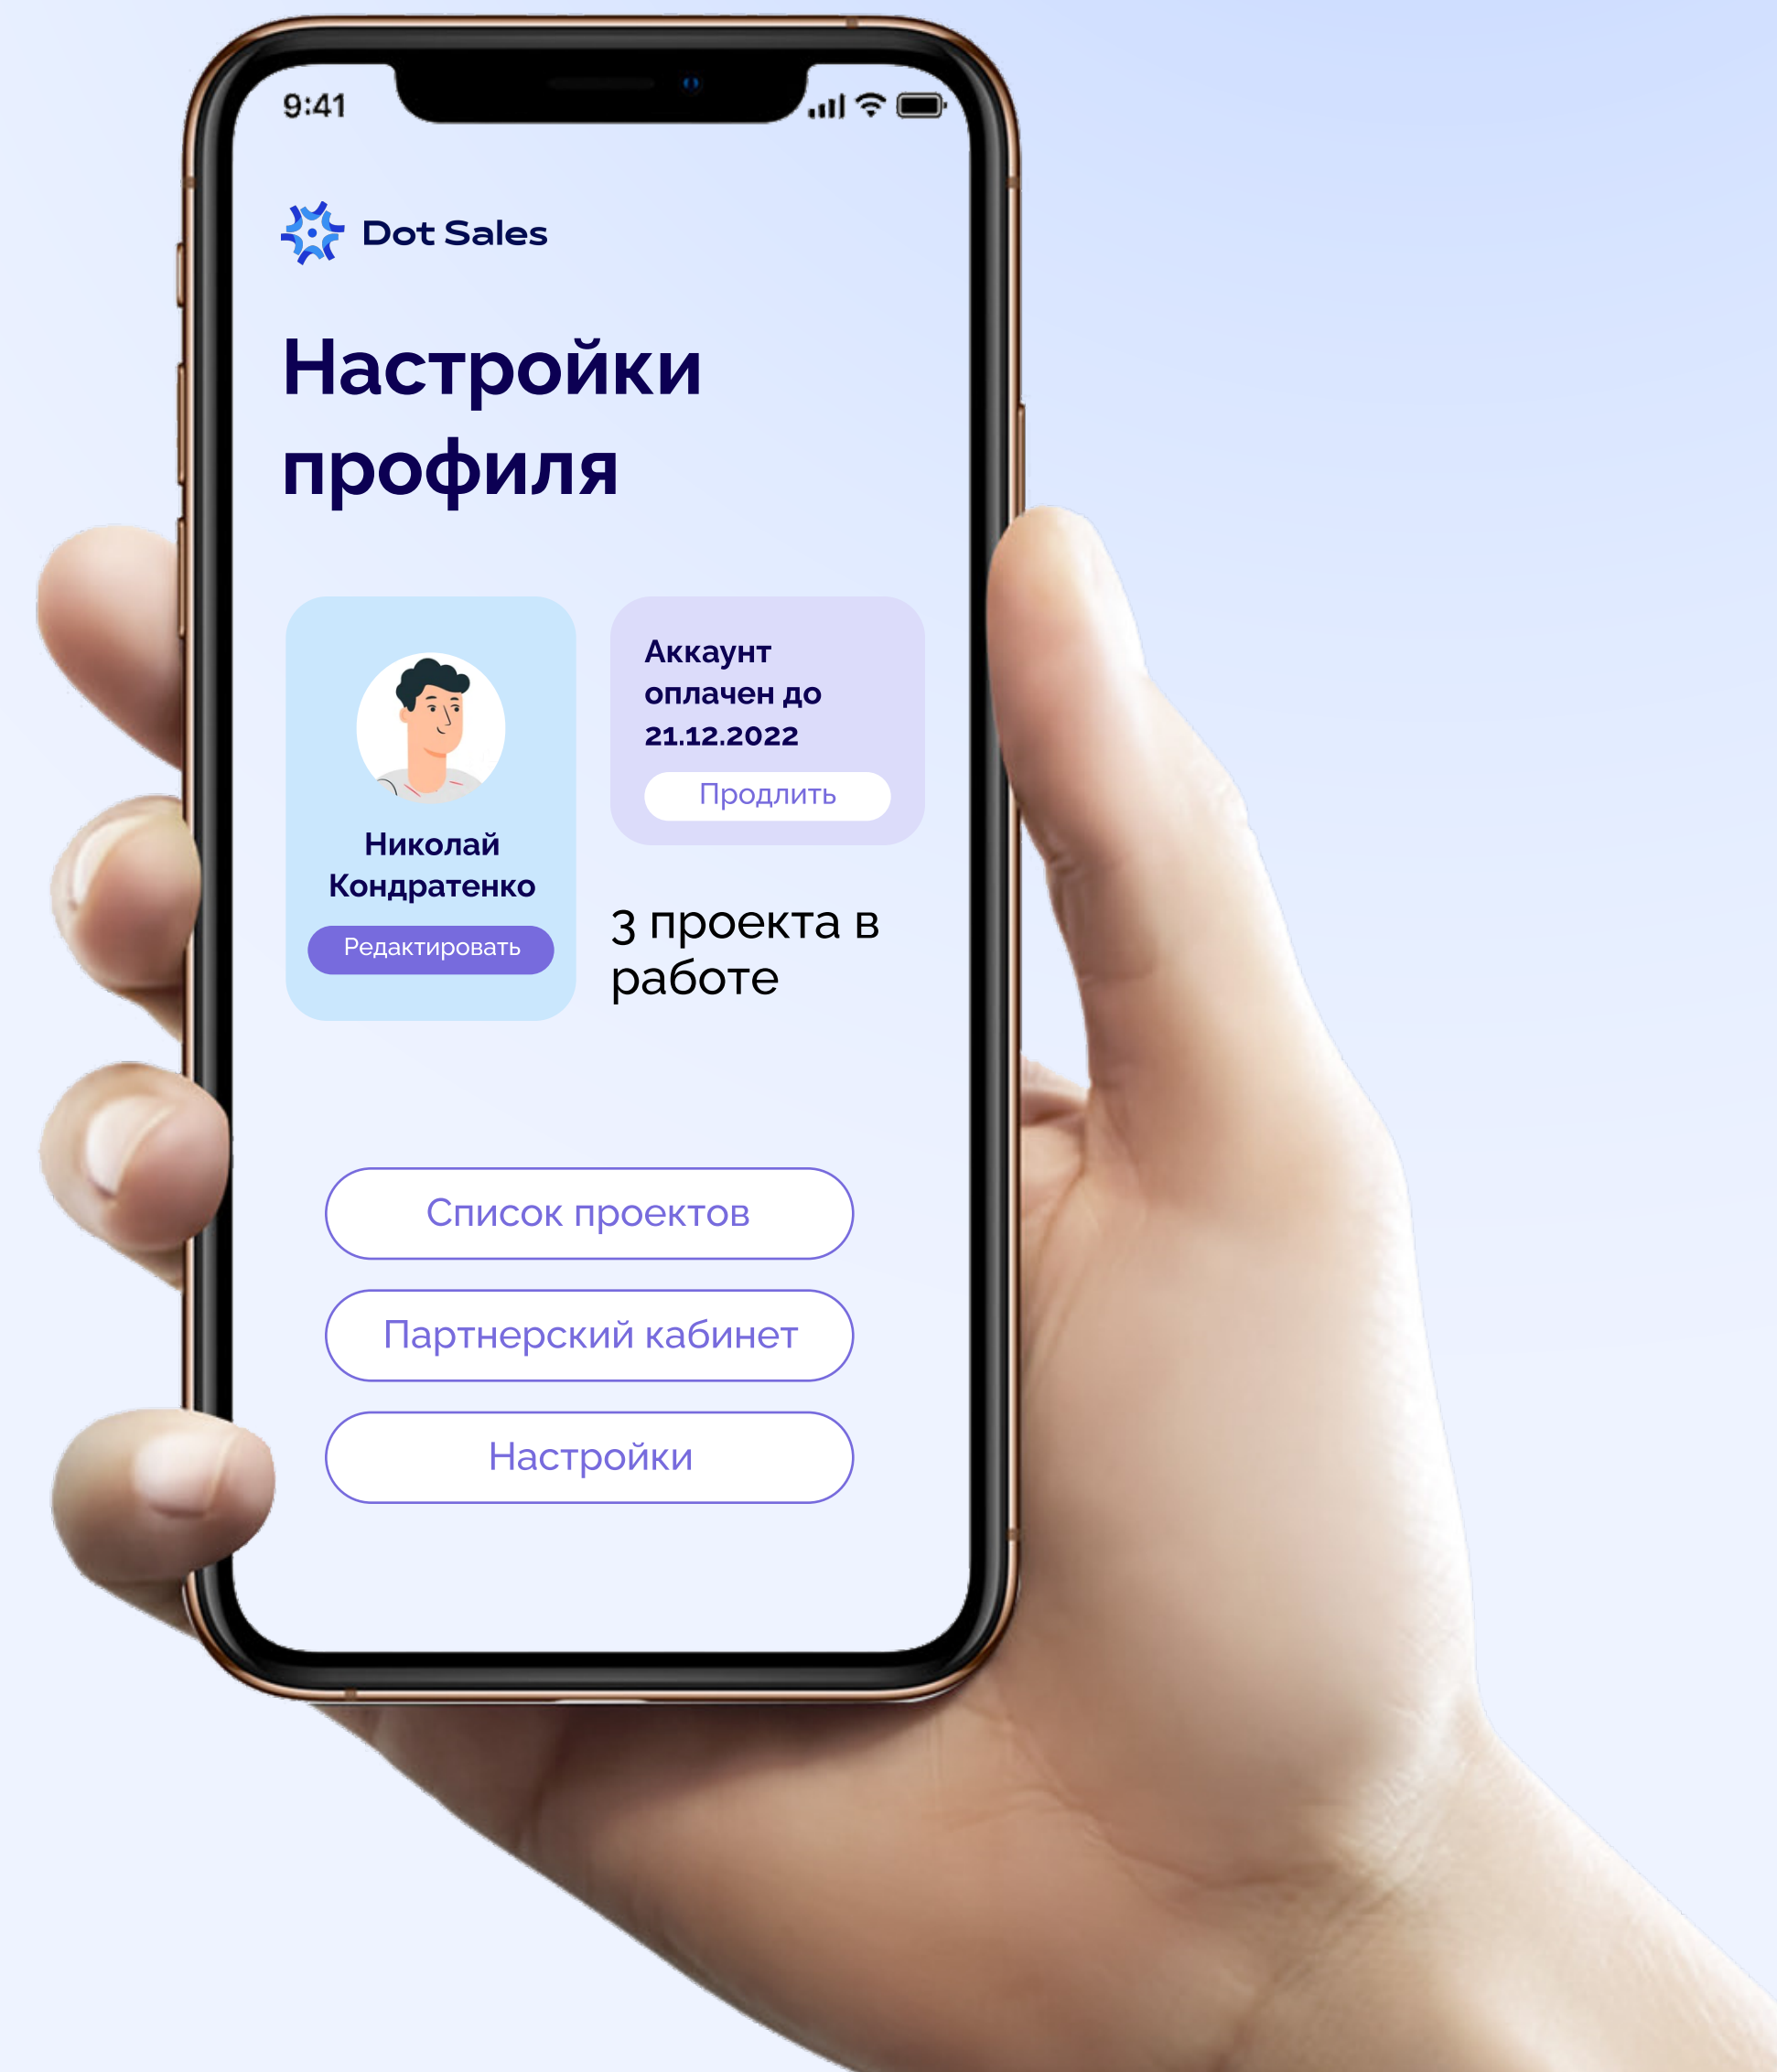 9:41
Dot Sales
Настройки
профиля
Николай
Кондратенко
Редактировать
Аккаунт
оплачен до
21.12.2022
Продлить
3 проекта в
работе
Список проектов
Партнерский кабинет
Настройки